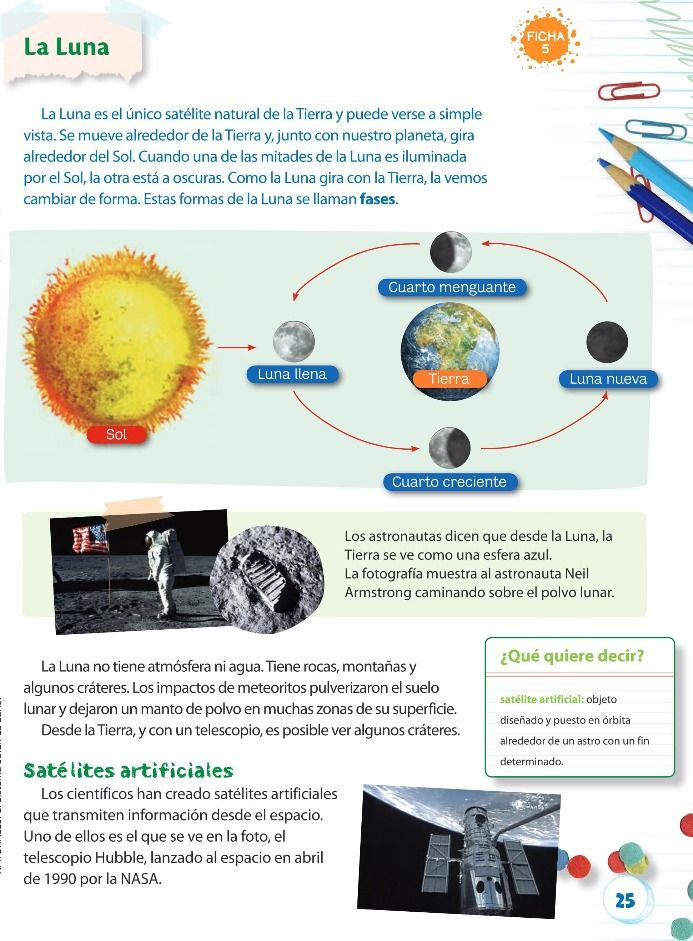 La Luna
FICHA
5
La Luna es el único satélite natural de la Tierra y puede verse a simple
vista. Se mueve alrededor de la Tierra y, junto con nuestro planeta, gira
alrededor del Sol. Cuando una de las mitades de la Luna es iluminada
por el Sol, la otra está a oscuras. Como la Luna gira con la Tierra, la vemos
cambiar de forma. Estas formas de la Luna se llaman fases.
Cuarto menguante
Luna llena
Tierra
Luna nueva
Sol
Cuarto creciente
Los astronautas dicen que desde la Luna, la
Tierra se ve como una esfera azul.
La fotografía muestra al astronauta Neil
Armstrong caminando sobre el polvo lunar.
La Luna no tiene atmósfera ni agua. Tiene rocas, montañas y
algunos cráteres. Los impactos de meteoritos pulverizaron el suelo
lunar y dejaron un manto de polvo en muchas zonas de su superficie.
Desde la Tierra, y con un telescopio, es posible ver algunos cráteres.
¿Qué quiere decir?
satélite artificial: objeto
diseñado y puesto en órbita
alrededor de un astro con un fin
determinado.
Satélites artificiales
Los científicos han creado satélites artificiales
que transmiten información desde el espacio.
Uno de ellos es el que se ve en la foto, el
telescopio Hubble, lanzado al espacio en abril
de 1990 por la NASA.
25